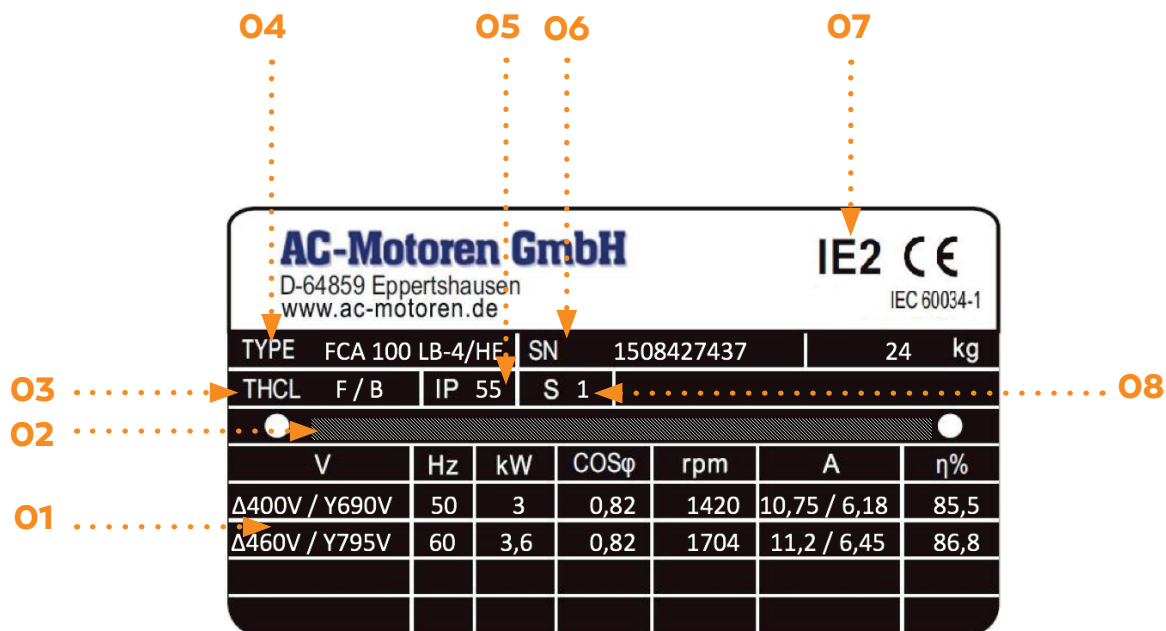 04 05 06 07
AC-Motoren GmbH
D-64859 Eppertshausen
www.ac-motoren.de
IE2 CE
IEC 60034-1
TYPE FCA 100 LB-4/HE SN 1508427437 24 kg
03 THCL F / B IP 55 S 1 08
02
V Hz kW COSφ rpm A η%
01
Δ400V / Y690V 50 3 0,82 1420 10,75 / 6,18 85,5
Δ460V / Y795V 60 3,6 0,82 1704 11,2 / 6,45 86,8